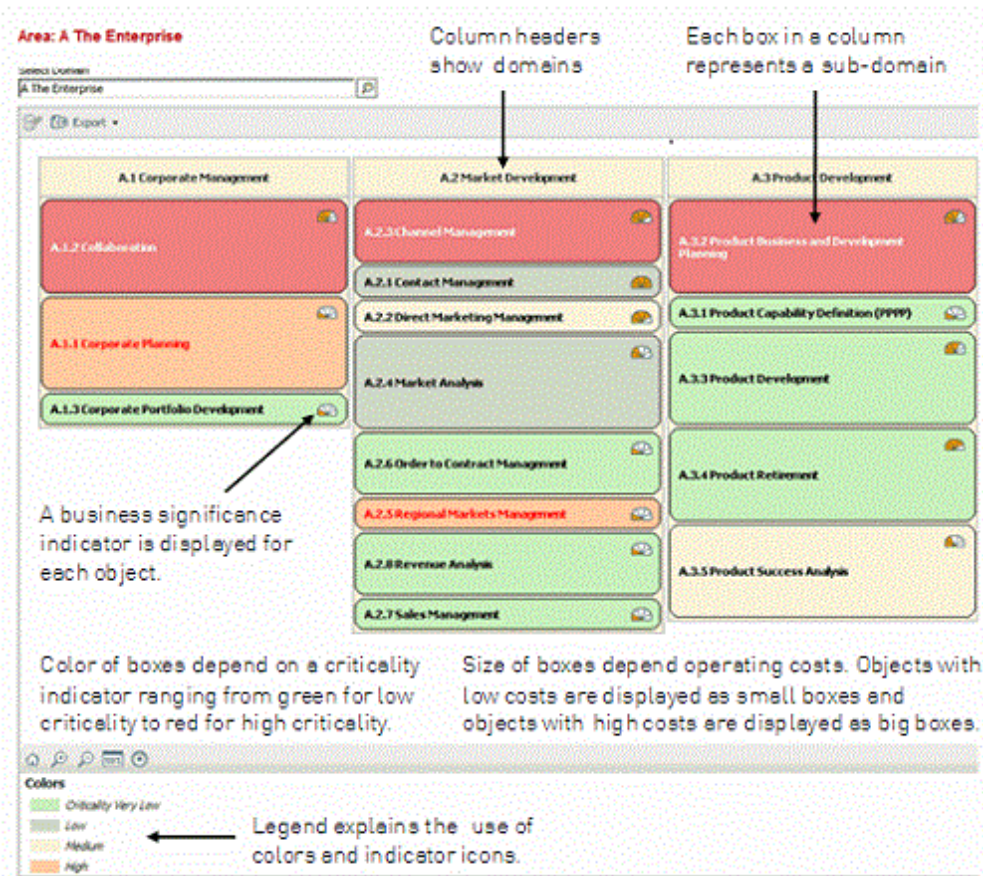 Area: A The Enterprise
Column headers
show domains
Each box in a column
represents a sub-domain
Select Domain
A The Enterprise
Export
A.1 Corporate Management
A.2 Market Development
A.3 Product Development
A.1.2 Collaboration
A.1.1 Corporate Planning
A.1.3 Corporate Portfolio Development
A.2.3 Channel Management
A.2.1 Contact Management
A.2.2 Direct Marketing Management
A.2.4 Market Analysis
A.2.6 Order to Contract Management
A.2.5 Regional Markets Management
A.2.8 Revenue Analysis
A.2.7 Sales Management
A.3.2 Product Business and Development
Planning
A.3.1 Product Capability Definition (PPPP)
A.3.3 Product Development
A.3.4 Product Retirement
A.3.5 Product Success Analysis
A business significance
indicator is displayed for
each object.
Color of boxes depend on a criticality
indicator ranging from green for low
criticality to red for high criticality.
Size of boxes depend operating costs. Objects with
low costs are displayed as small boxes and
objects with high costs are displayed as big boxes.
Colors
Criticality Very Low
Low
Medium
High
Legend explains the use of
colors and indicator icons.